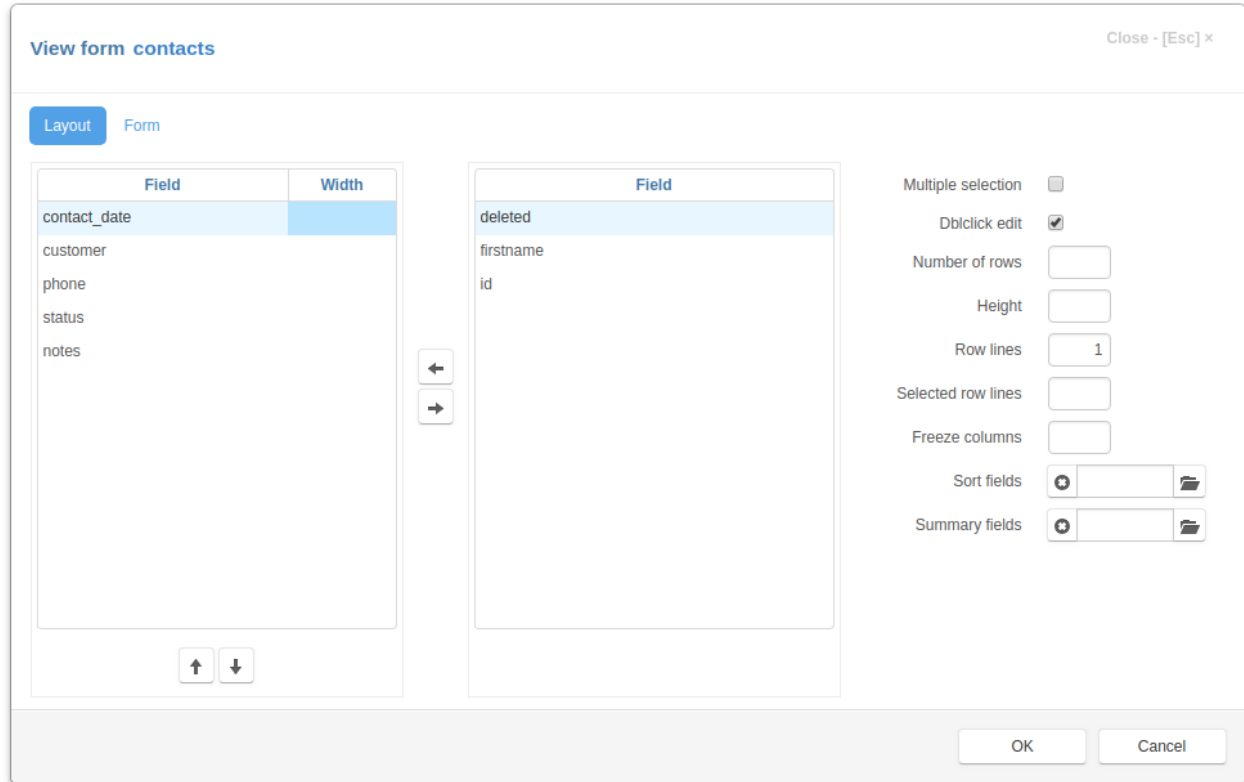 View form contacts
Close - [Esc] ×
Layout Form
Field Width
contact_date
customer
phone
status
notes
Field
deleted
firstname
id
Multiple selection
Dblclick edit
Number of rows
Height
Row lines 1
Selected row lines
Freeze columns
Sort fields
Summary fields
OK Cancel